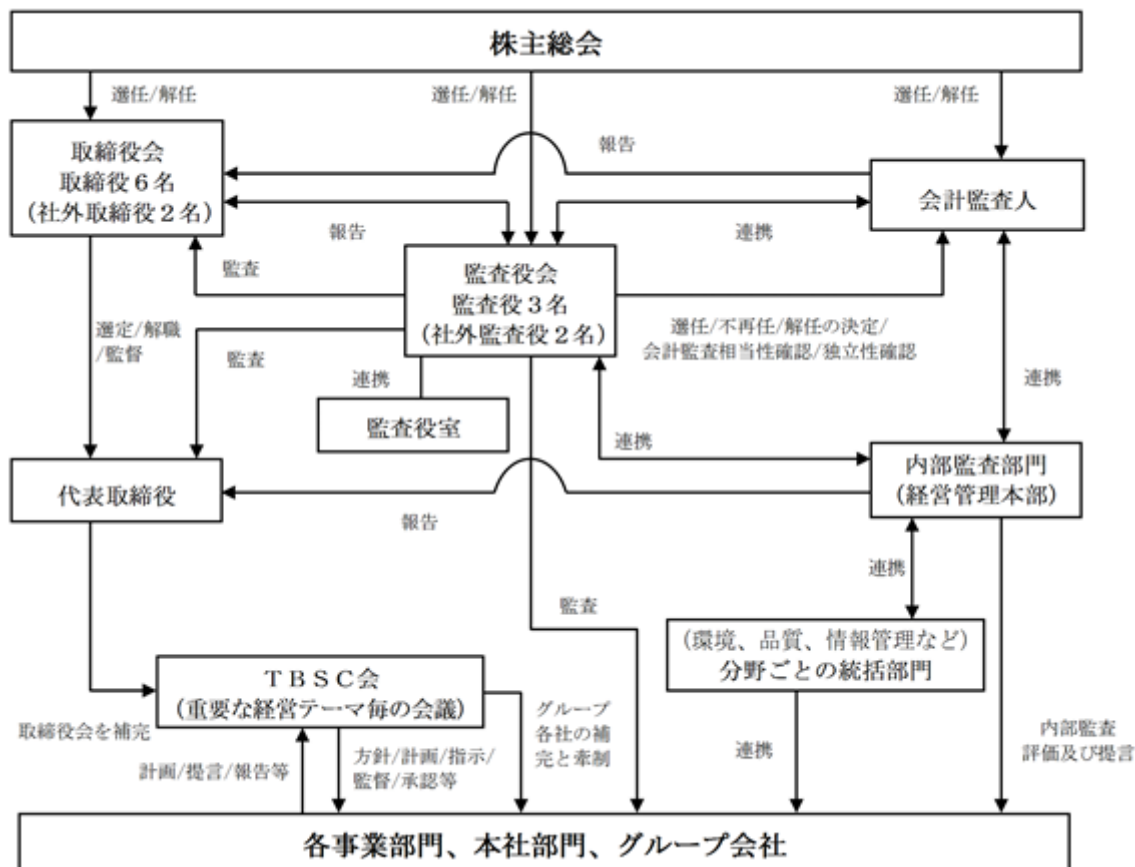 株主総会
選任/解任
選任/解任
選任/解任
取締役会
取締役6名
(社外取締役2名)
報告
会計監査人
報告
連携
監査
監査役会
監査役3名
(社外監査役2名)
選定/解職
/監督
監査
選任/不再任/解任の決定/
会計監査相当性確認/独立性確認
連携
連携
監査役室
連携
代表取締役
内部監査部門
(経営管理本部)
報告
連携
監査
(環境、品質、情報管理など)
分野ごとの統括部門
TBSC会
(重要な経営テーマ毎の会議)
取締役会を補完
計画/提言/報告等
方針/計画/指示/
監督/承認等
グループ
各社の補
完と牽制
連携
内部監査
評価及び提言
各事業部門、本社部門、グループ会社